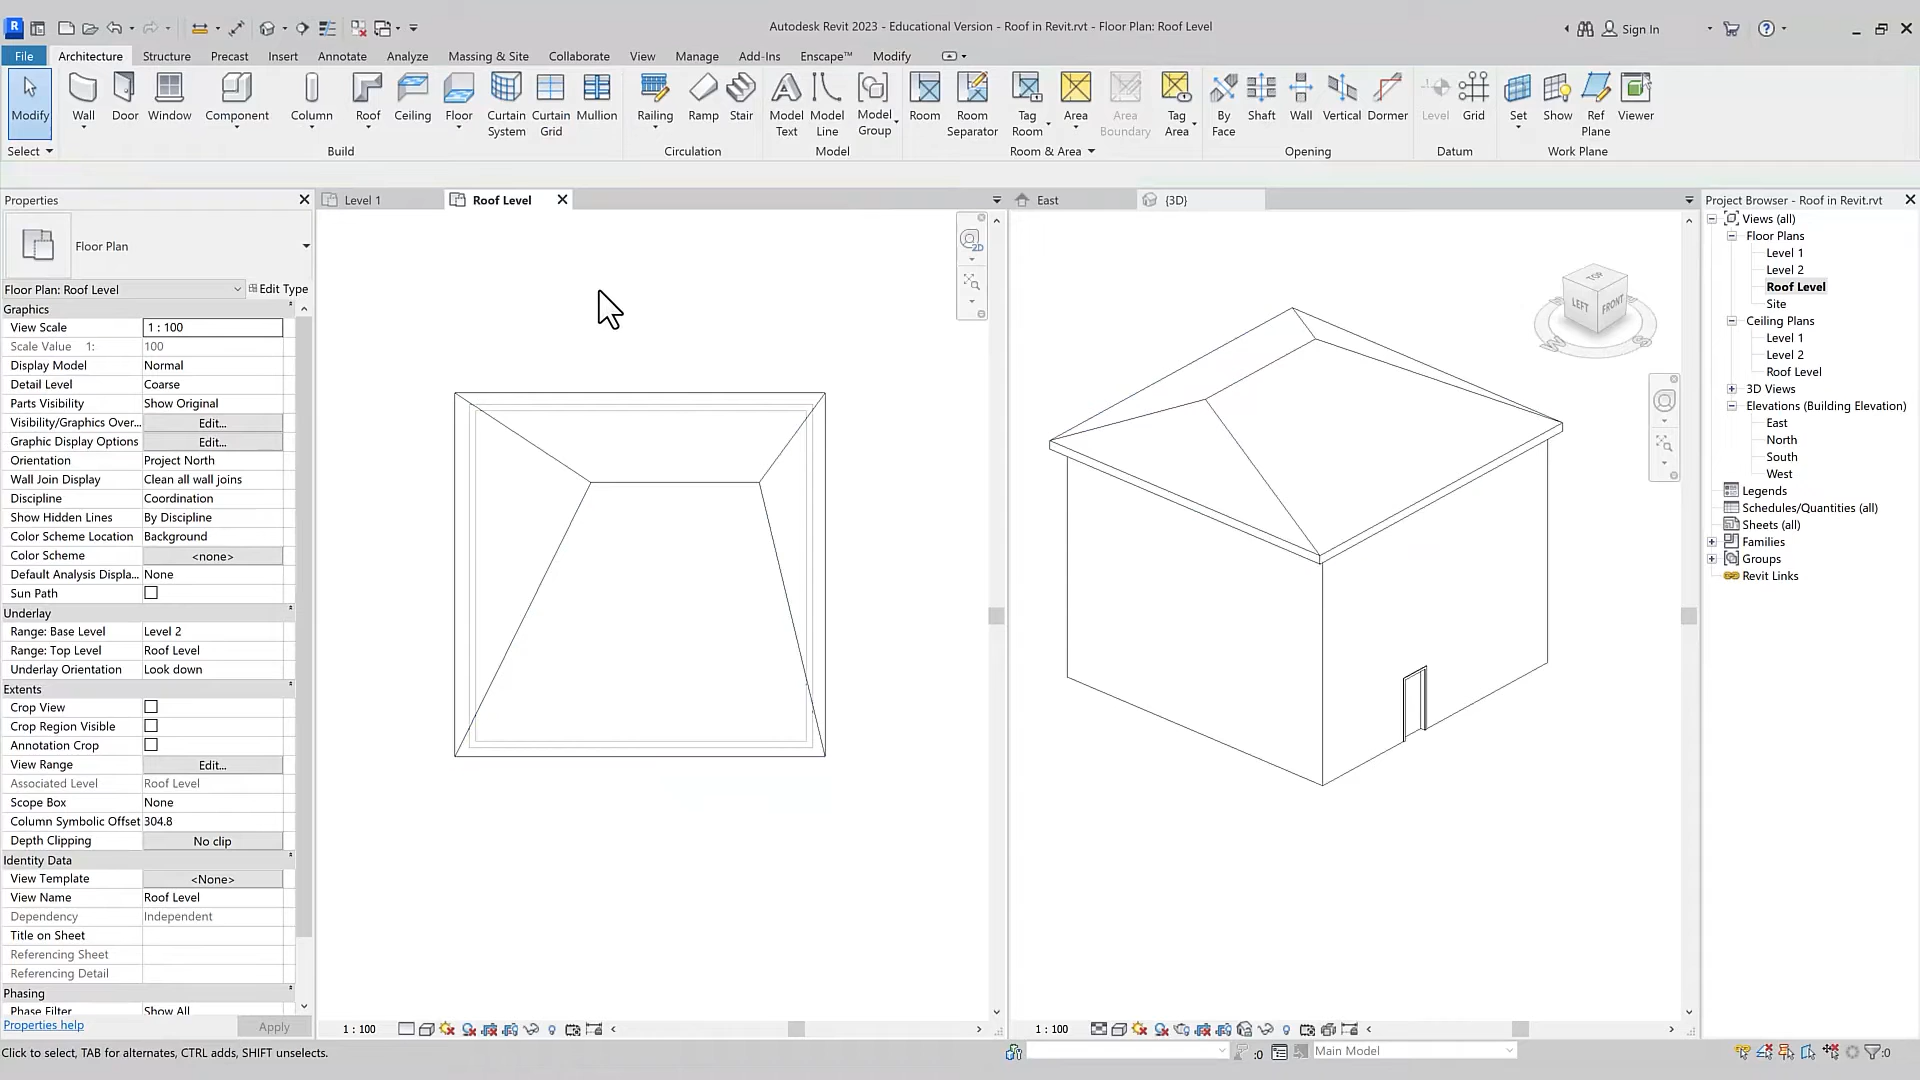 Autodesk Revit 2023 - Educational Version - Roof in Revit.rvt - Floor Plan: Roof Level
Sign In
File Architecture Structure Precast Insert Annotate Analyze Massing & Site Collaborate View Manage Add-Ins Enscape™ Modify
Modify Wall Door Window Component Column Roof Ceiling Floor Curtain System Curtain Grid Mullion Railing Ramp Stair Model Text Model Line Model Group Room Room Separator Tag Room Area Area Boundary Tag Area By Face Shaft Wall Vertical Dormer Level Grid Set Show Ref Plane Viewer
Select Build Circulation Model Room & Area Opening Datum Work Plane
Properties
Floor Plan
Floor Plan: Roof Level Edit Type
Graphics
View Scale 1 : 100
Scale Value 1: 100
Display Model Normal
Detail Level Coarse
Parts Visibility Show Original
Visibility/Graphics Over... Edit...
Graphic Display Options Edit...
Orientation Project North
Wall Join Display Clean all wall joins
Discipline Coordination
Show Hidden Lines By Discipline
Color Scheme Location Background
Color Scheme <none>
Default Analysis Displa... None
Sun Path
Underlay
Range: Base Level Level 2
Range: Top Level Roof Level
Underlay Orientation Look down
Extents
Crop View
Crop Region Visible
Annotation Crop
View Range Edit...
Associated Level Roof Level
Scope Box None
Column Symbolic Offset 304.8
Depth Clipping No clip
Identity Data
View Template <None>
View Name Roof Level
Dependency Independent
Title on Sheet
Referencing Sheet
Referencing Detail
Phasing
Phase Filter Show All
Properties help Apply
Level 1 Roof Level
2D
1 : 100
East {3D}
TOP
LEFT FRONT
W S
1 : 100
Project Browser - Roof in Revit.rvt
Views (all)
Floor Plans
Level 1
Level 2
Roof Level
Site
Ceiling Plans
Level 1
Level 2
Roof Level
3D Views
Elevations (Building Elevation)
East
North
South
West
Legends
Schedules/Quantities (all)
Sheets (all)
Families
Groups
Revit Links
Click to select, TAB for alternates, CTRL adds, SHIFT unselects.
:0 Main Model :0